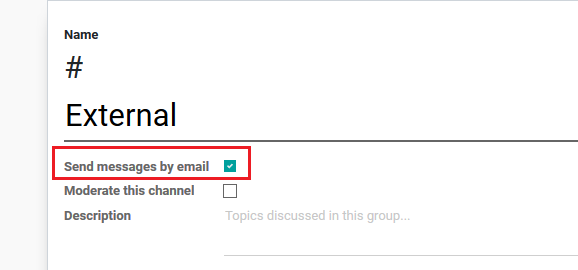 Name
#
External
Send messages by email
Moderate this channel
Description Topics discussed in this group...